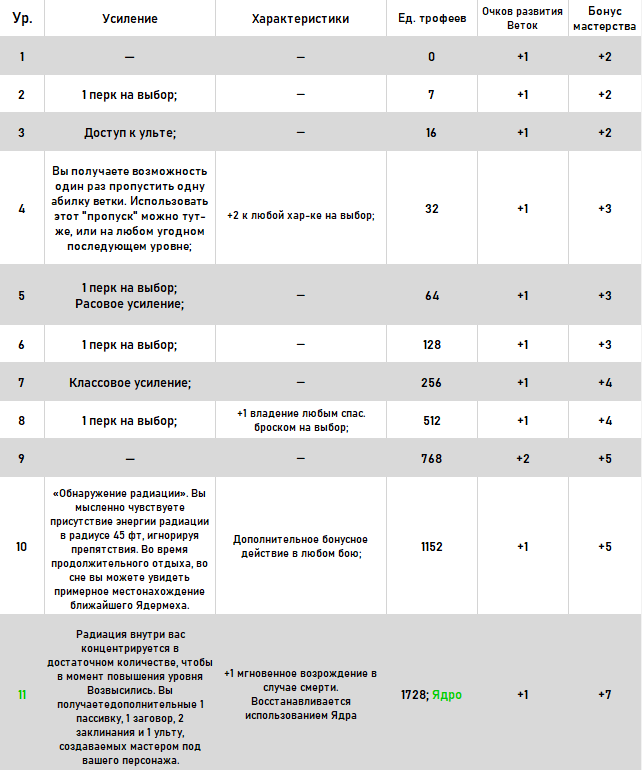 Ур.
Усиление
Характеристики
Ед. трофеев
Очков развития
Веток
Бонус
мастерства
1
—
—
0
+1
+2
2
1 перк на выбор;
—
7
+1
+2
3
Доступ к ульте;
—
16
+1
+2
4
Вы получаете возможность
один раз пропустить одну
абилку ветки. Использовать
этот "пропуск" можно тут-
же, или на любом угодном
последующем уровне;
+2 к любой хар-ке на выбор;
32
+1
+3
5
1 перк на выбор;
Расовое усиление;
—
64
+1
+3
6
1 перк на выбор;
—
128
+1
+3
7
Классовое усиление;
—
256
+1
+4
8
1 перк на выбор;
+1 владение любым спас.
броском на выбор;
512
+1
+4
9
—
—
768
+2
+5
10
«Обнаружение радиации». Вы
мысленно чувствуете
присутствие энергии радиации
в радиусе 45 фт, игнорируя
препятствия. Во время
продолжительного отдыха, во
сне вы можете увидеть
примерное местонахождение
ближайшего Ядермеха.
Дополнительное бонусное
действие в любом бою;
1152
+1
+5
11
Радиация внутри вас
концентрируется в
достаточном количестве, чтобы
в момент повышения уровня
Возвысились. Вы
получаетедополнительные 1
пассивку, 1 заговор, 2
заклинания и 1 ульту,
создаваемых мастером под
вашего персонажа.
+1 мгновенное возрождение в
случае смерти.
Восстанавливается
использованием Ядра
1728; Ядро
+1
+7